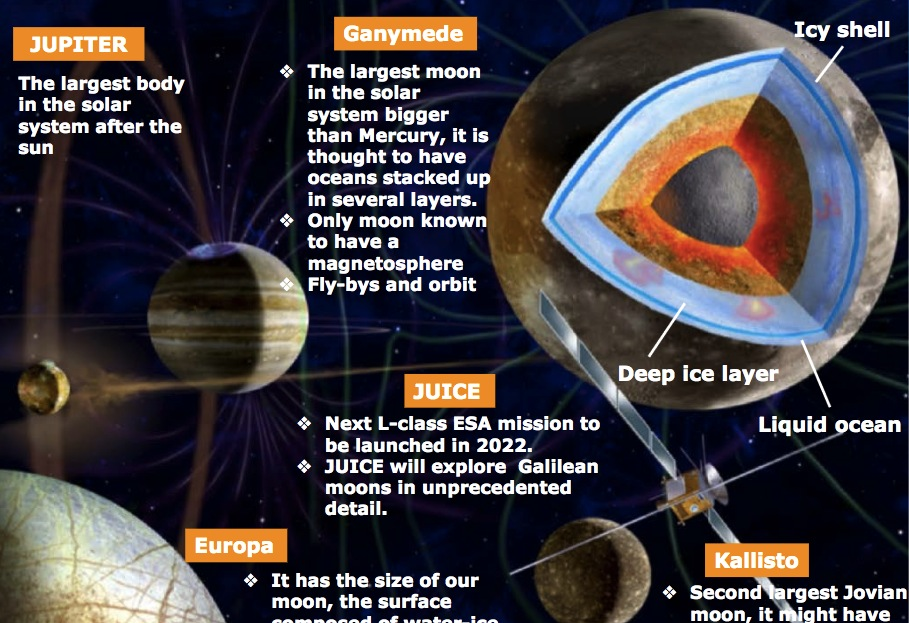 JUPITER
The largest body
in the solar
system after the
sun
Ganymede
❖ The largest moon
in the solar
system bigger
than Mercury, it is
thought to have
oceans stacked up
in several layers.
❖ Only moon known
to have a
magnetosphere
❖ Fly-bys and orbit
Icy shell
Deep ice layer
Liquid ocean
JUICE
❖ Next L-class ESA mission to
be launched in 2022.
❖ JUICE will explore Galilean
moons in unprecedented
detail.
Europa
❖ It has the size of our
moon, the surface
composed of water-ice
Kallisto
❖ Second largest Jovian
moon, it might have